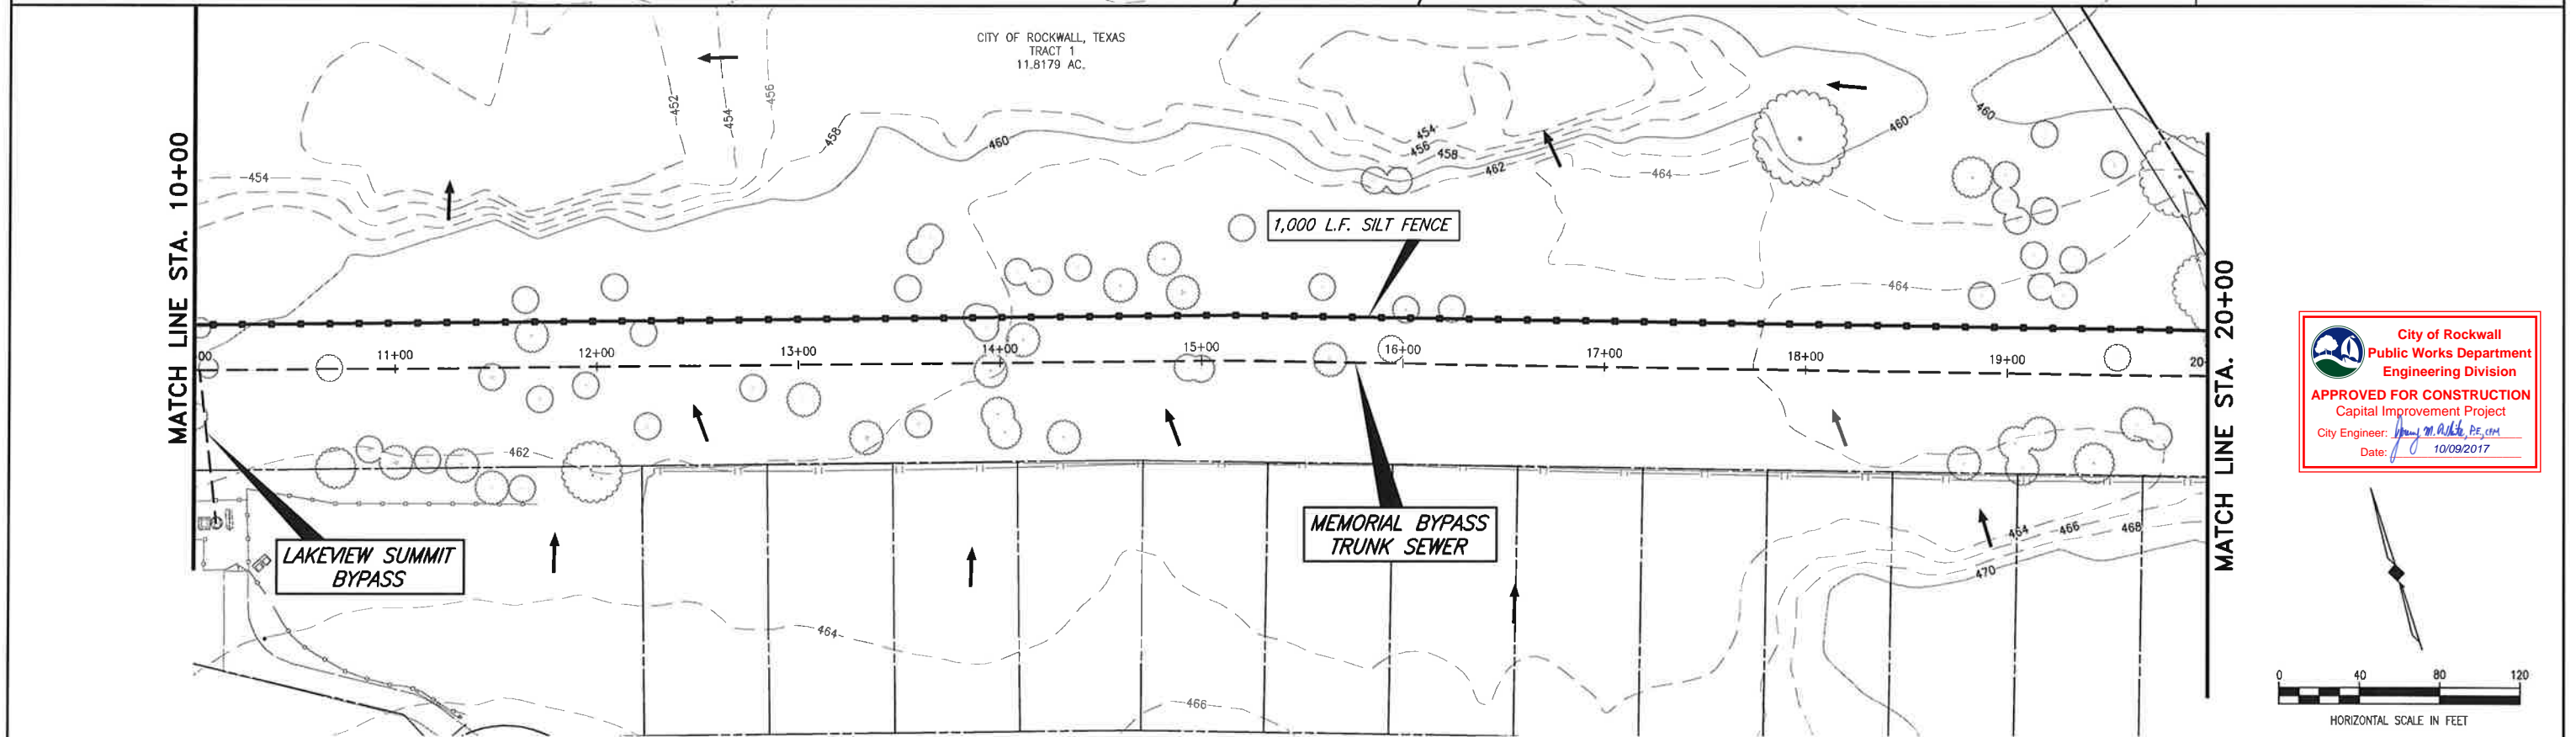 CITY OF ROCKWALL, TEXAS
TRACT 1
11.8179 AC.
MATCH LINE STA. 10+00
452
454
456
458
460
454
454
456
458
462
464
460
460
464
1,000 L.F. SILT FENCE
00
11+00
12+00
13+00
14+00
15+00
16+00
17+00
18+00
19+00
20
462
LAKEVIEW SUMMIT
BYPASS
MEMORIAL BYPASS
TRUNK SEWER
464
466
464
466
468
470
MATCH LINE STA. 20+00
City of Rockwall
Public Works Department
Engineering Division
APPROVED FOR CONSTRUCTION
Capital Improvement Project
City Engineer: M. White, P.E., CFM
Date: 10/09/2017
0 40 80 120
HORIZONTAL SCALE IN FEET